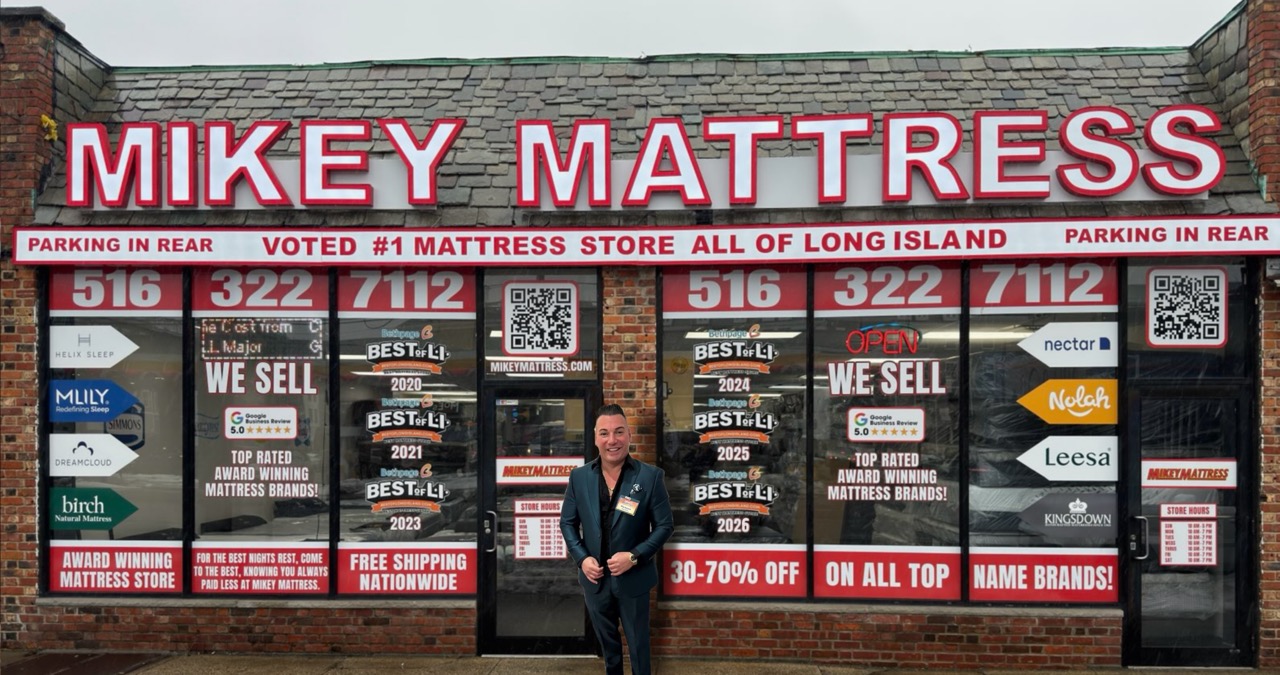 MIKEY MATTRESS
PARKING IN REAR
VOTED #1 MATTRESS STORE ALL OF LONG ISLAND
PARKING IN REAR
516
322
7112
516
322
7112
HELIX SLEEP
MLILY
Redefining Sleep
SIMMONS
DREAMCLOUD
birch
Natural Mattress
AWARD WINNING
MATTRESS STORE
WE SELL
Google
Business Review
5.0
TOP RATED
AWARD WINNING
MATTRESS BRANDS!
FOR THE BEST NIGHTS REST, COME
TO THE BEST, KNOWING YOU ALWAYS
PAID LESS AT MIKEY MATTRESS.
Bethpage
BEST OF LI
2020
Bethpage
BEST OF LI
2021
Bethpage
BEST OF LI
2023
FREE SHIPPING
NATIONWIDE
MIKEYMATTRESS.COM
MIKEYMATTRESS
STORE HOURS
Bethpage
BEST OF LI
2024
Bethpage
BEST OF LI
2025
Bethpage
BEST OF LI
2026
30-70% OFF
OPEN
WE SELL
Google
Business Review
5.0
TOP RATED
AWARD WINNING
MATTRESS BRANDS!
ON ALL TOP
nectar
Nolah
Leesa
KINGSDOWN
NAME BRANDS!
MIKEYMATTRESS
STORE HOURS